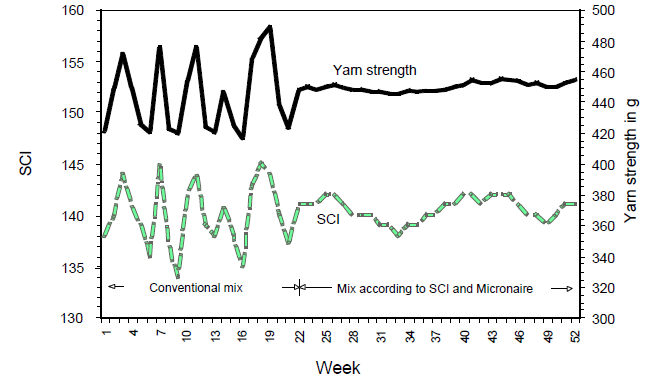 160
155
150
145
140
135
130
SCI
500
480
460
440
420
400
380
360
340
320
300
Yarn strength in g
Yarn strength
SCI
Conventional mix
Mix according to SCI and Micronaire
1 4 7 10 13 16 19 22 25 28 31 34 37 40 43 46 49 52
Week